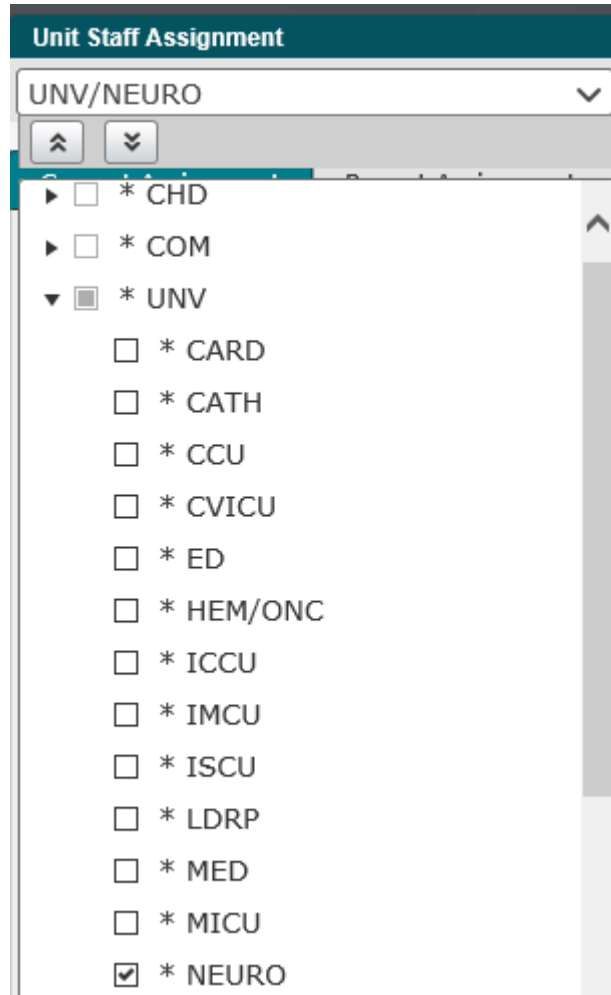 Unit Staff Assignment
UNV/NEURO
* CHD
* COM
* UNV
* CARD
* CATH
* CCU
* CVICU
* ED
* HEM/ONC
* ICCU
* IMCU
* ISCU
* LDRP
* MED
* MICU
* NEURO